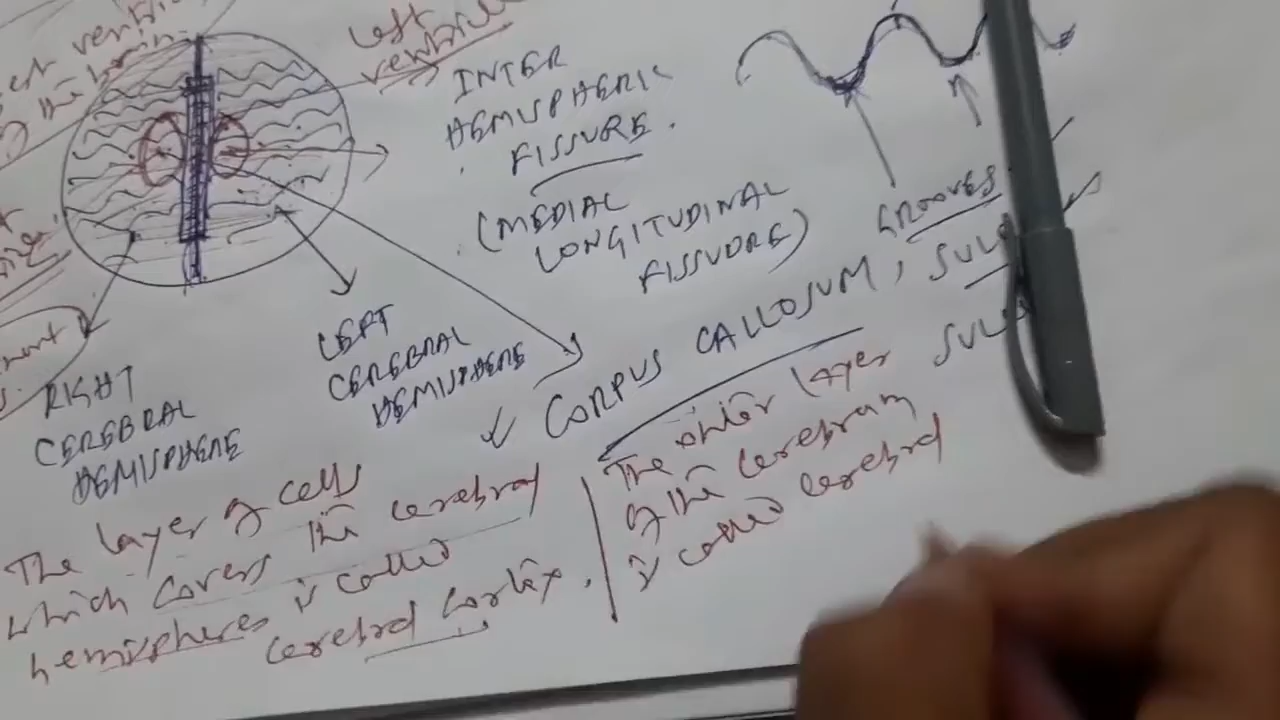 left
ventricle
the brain
INTER
HEMISPHERIC
FISSURE.
(MEDIAL
LONGITUDINAL
FISSURE)
GROOVES
RIGHT
CEREBRAL
HEMISPHERE
LEFT
CEREBRAL
HEMISPHERE
CORPUS CALLOSUM,
The layer of cells
which covers the cerebral
hemispheres is called
cerebral cortex.
The outer layer
of the cerebrum
is called cerebral